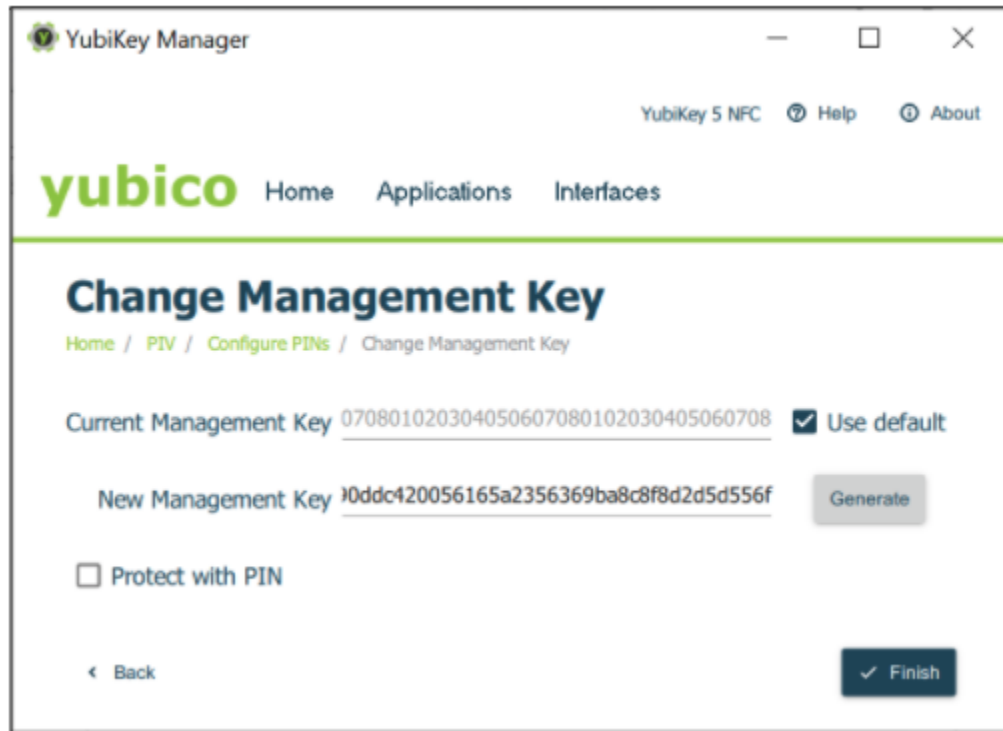 YubiKey Manager
YubiKey 5 NFC ? Help i About
yubico Home Applications Interfaces
Change Management Key
Home / PIV / Configure PINs / Change Management Key
Current Management Key 070801020304050607080102030405060708 Use default
New Management Key 90ddc420056165a2356369ba8c8f8d2d5d556f Generate
Protect with PIN
< Back Finish